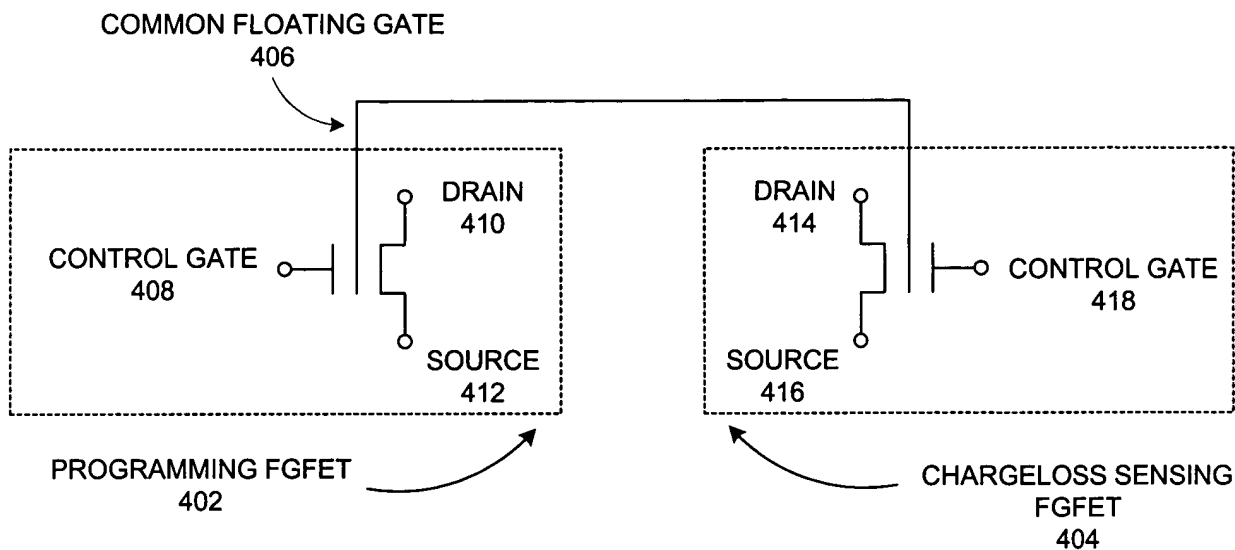 COMMON FLOATING GATE
406
DRAIN
410
CONTROL GATE
408
SOURCE
412
DRAIN
414
CONTROL GATE
418
SOURCE
416
PROGRAMMING FGFET
402
CHARGELOSS SENSING
FGFET
404